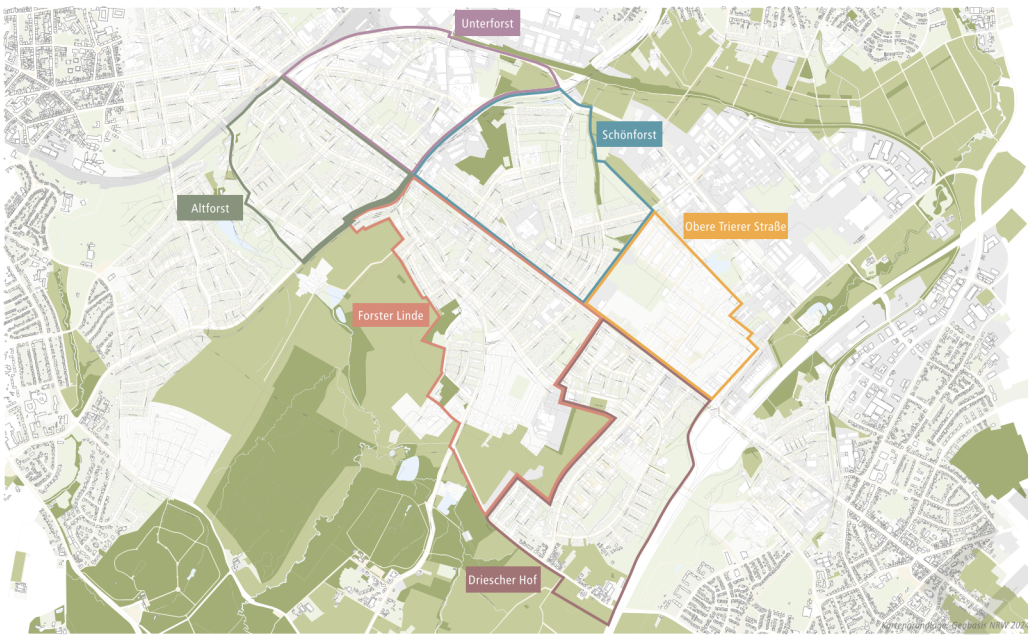 Unterforst
Schönforst
Altforst
Obere Trierer Straße
Forster Linde
Driescher Hof
Kartengrundlage: Geobasis NRW